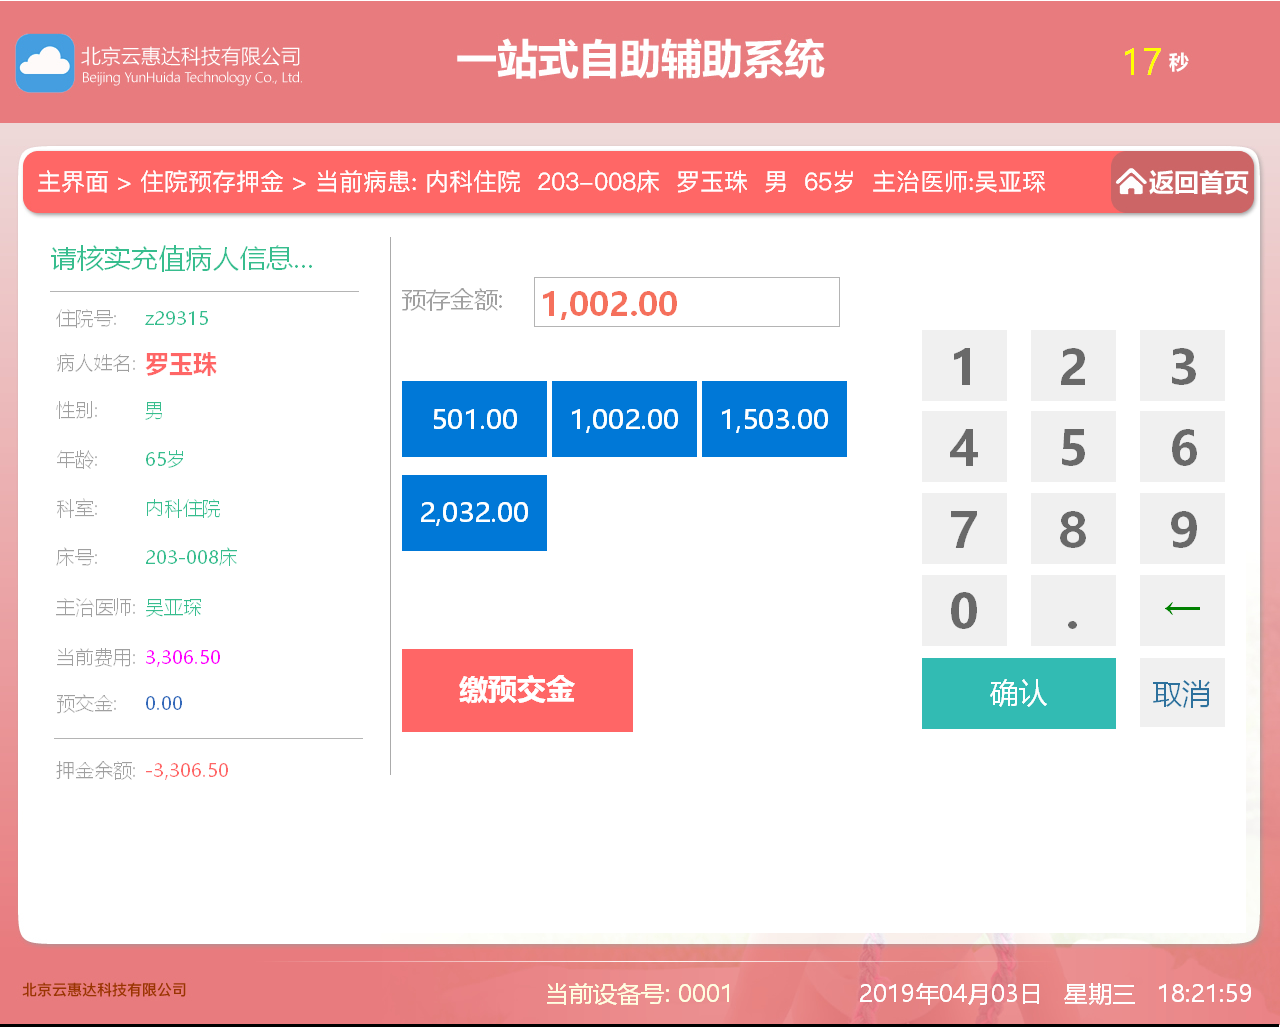 北京云惠达科技有限公司
Beijing YunHuida Technology Co., Ltd.
一站式自助辅助系统
17 秒
主界面 > 住院预存押金 > 当前病患: 内科住院 203-008床 罗玉珠 男 65岁 主治医师:吴亚琛
返回首页
请核实充值病人信息...
住院号: z29315
病人姓名: 罗玉珠
性别: 男
年龄: 65岁
科室: 内科住院
床号: 203-008床
主治医师: 吴亚琛
当前费用: 3,306.50
预交金: 0.00
押金余额: -3,306.50
预存金额: 1,002.00
501.00 1,002.00 1,503.00
2,032.00
缴预交金
1 2 3
4 5 6
7 8 9
0 . ←
确认 取消
北京云惠达科技有限公司
当前设备号: 0001
2019年04月03日 星期三 18:21:59